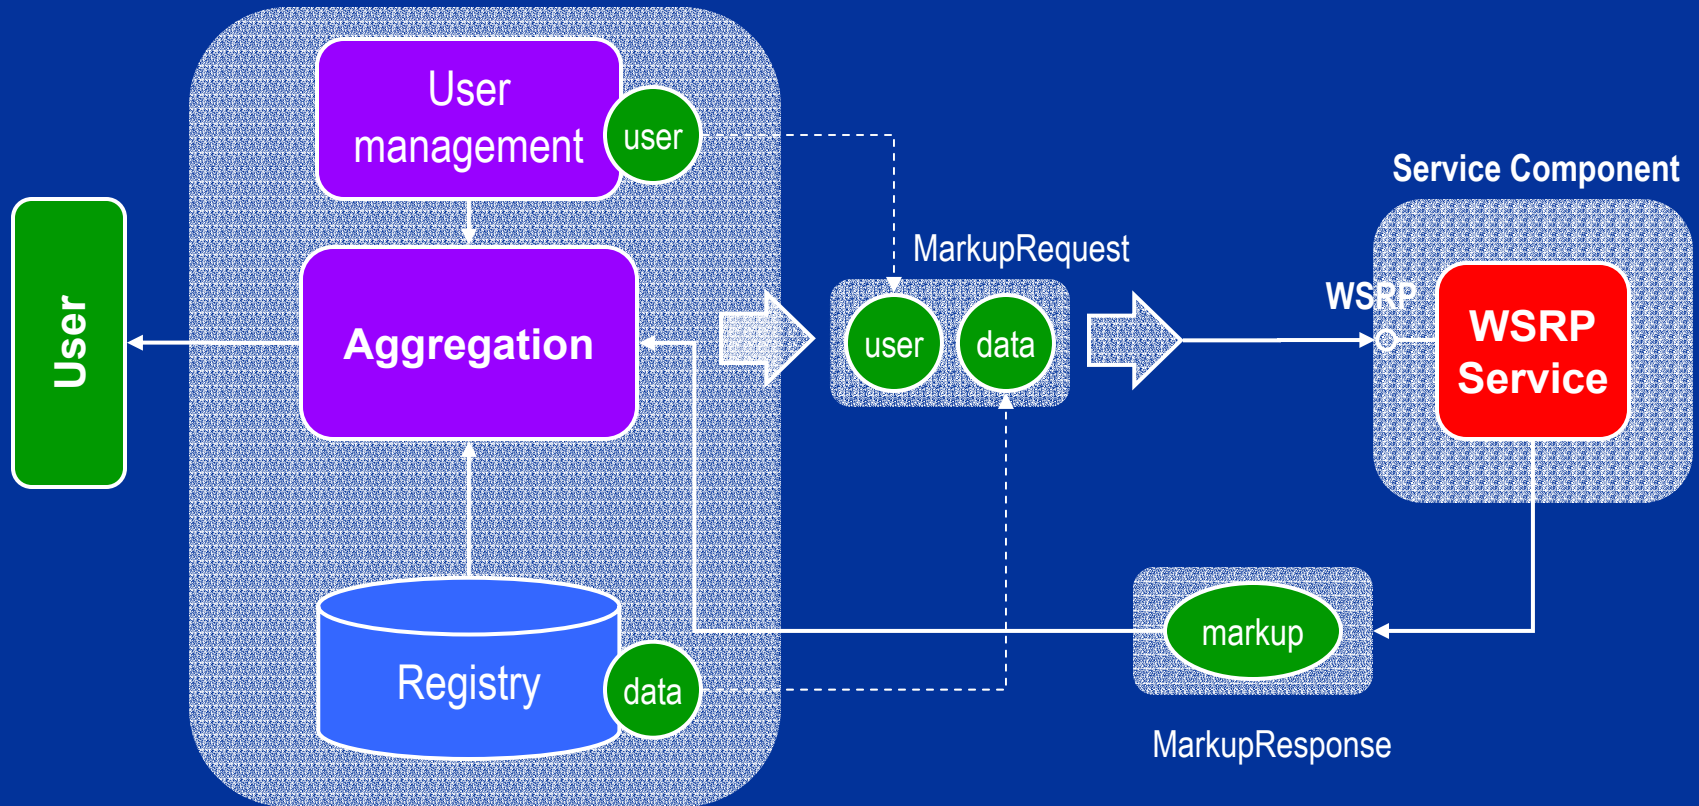 User
management
user
Service Component
MarkupRequest
WSRP
User
Aggregation
user
data
WSRP
Service
Registry
data
markup
MarkupResponse